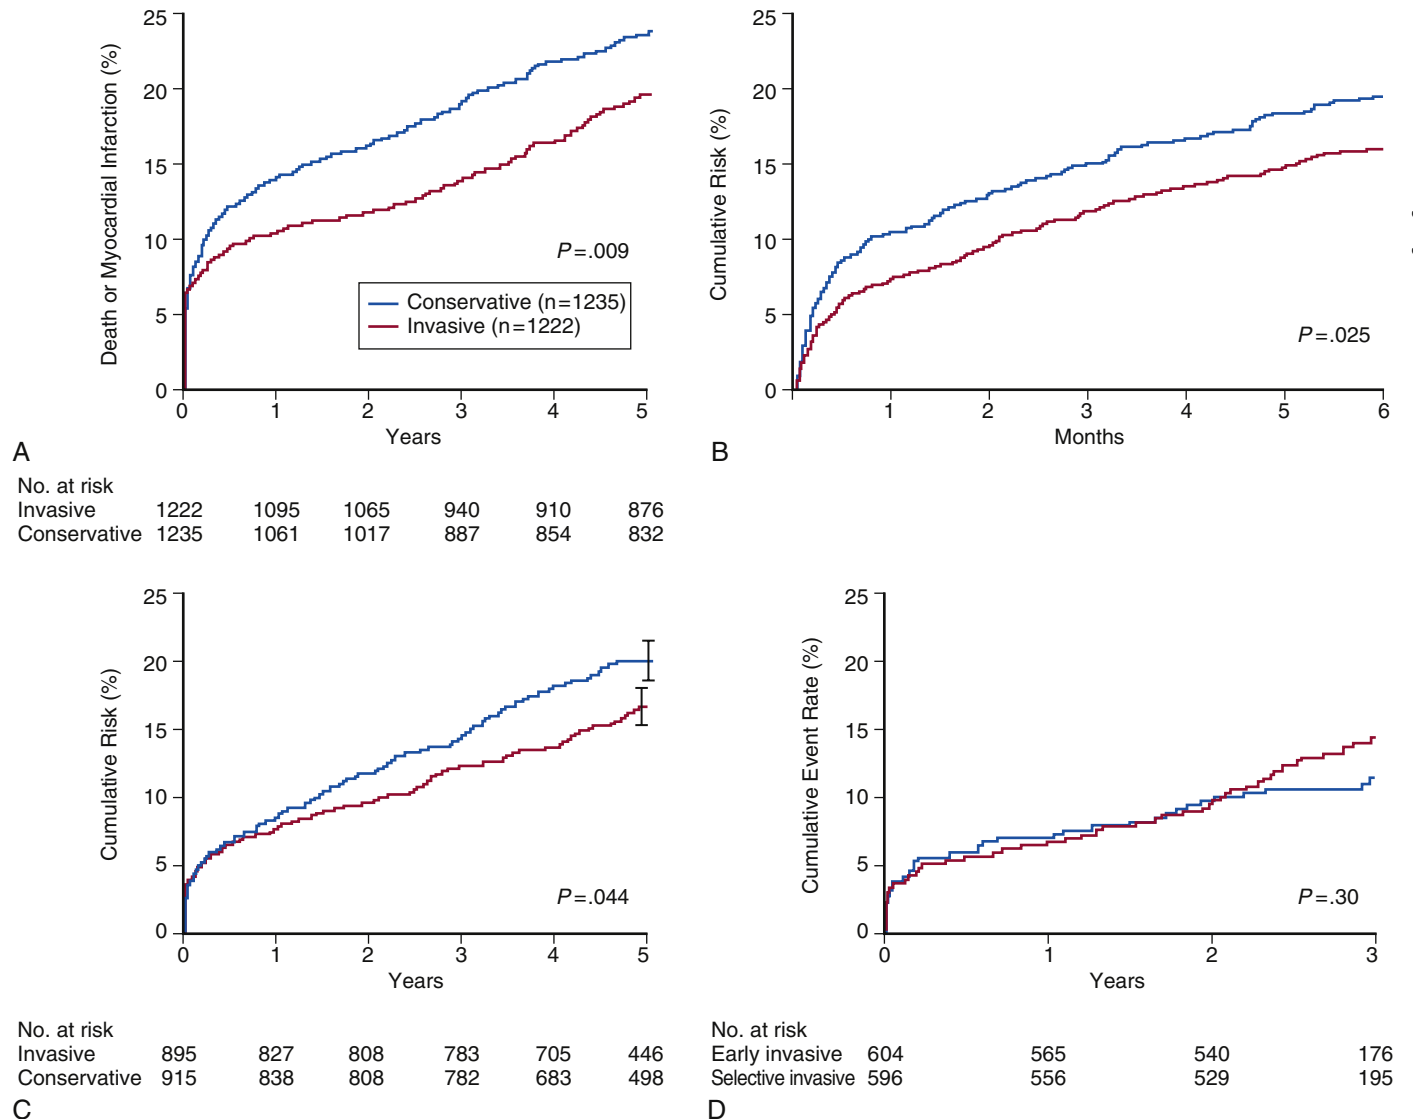 25
20
15
10
5
0
Death or Myocardial Infarction (%)
P=.009
Conservative (n=1235)
Invasive (n=1222)
0 1 2 3 4 5
Years
A
No. at risk
Invasive 1222 1095 1065 940 910 876
Conservative 1235 1061 1017 887 854 832
25
20
15
10
5
0
Cumulative Risk (%)
P=.025
1 2 3 4 5 6
Months
B
25
20
15
10
5
0
Cumulative Risk (%)
P=.044
0 1 2 3 4 5
Years
No. at risk
Invasive 895 827 808 783 705 446
Conservative 915 838 808 782 683 498
C
25
20
15
10
5
0
Cumulative Event Rate (%)
P=.30
0 1 2 3
Years
No. at risk
Early invasive 604 565 540 176
Selective invasive 596 556 529 195
D